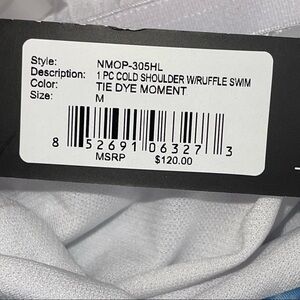 Style: NMOP-305HL
Description: 1 PC COLD SHOULDER W/RUFFLE SWIM
Color: TIE DYE MOMENT
Size: M
8 52691 06327 3
MSRP $120.00